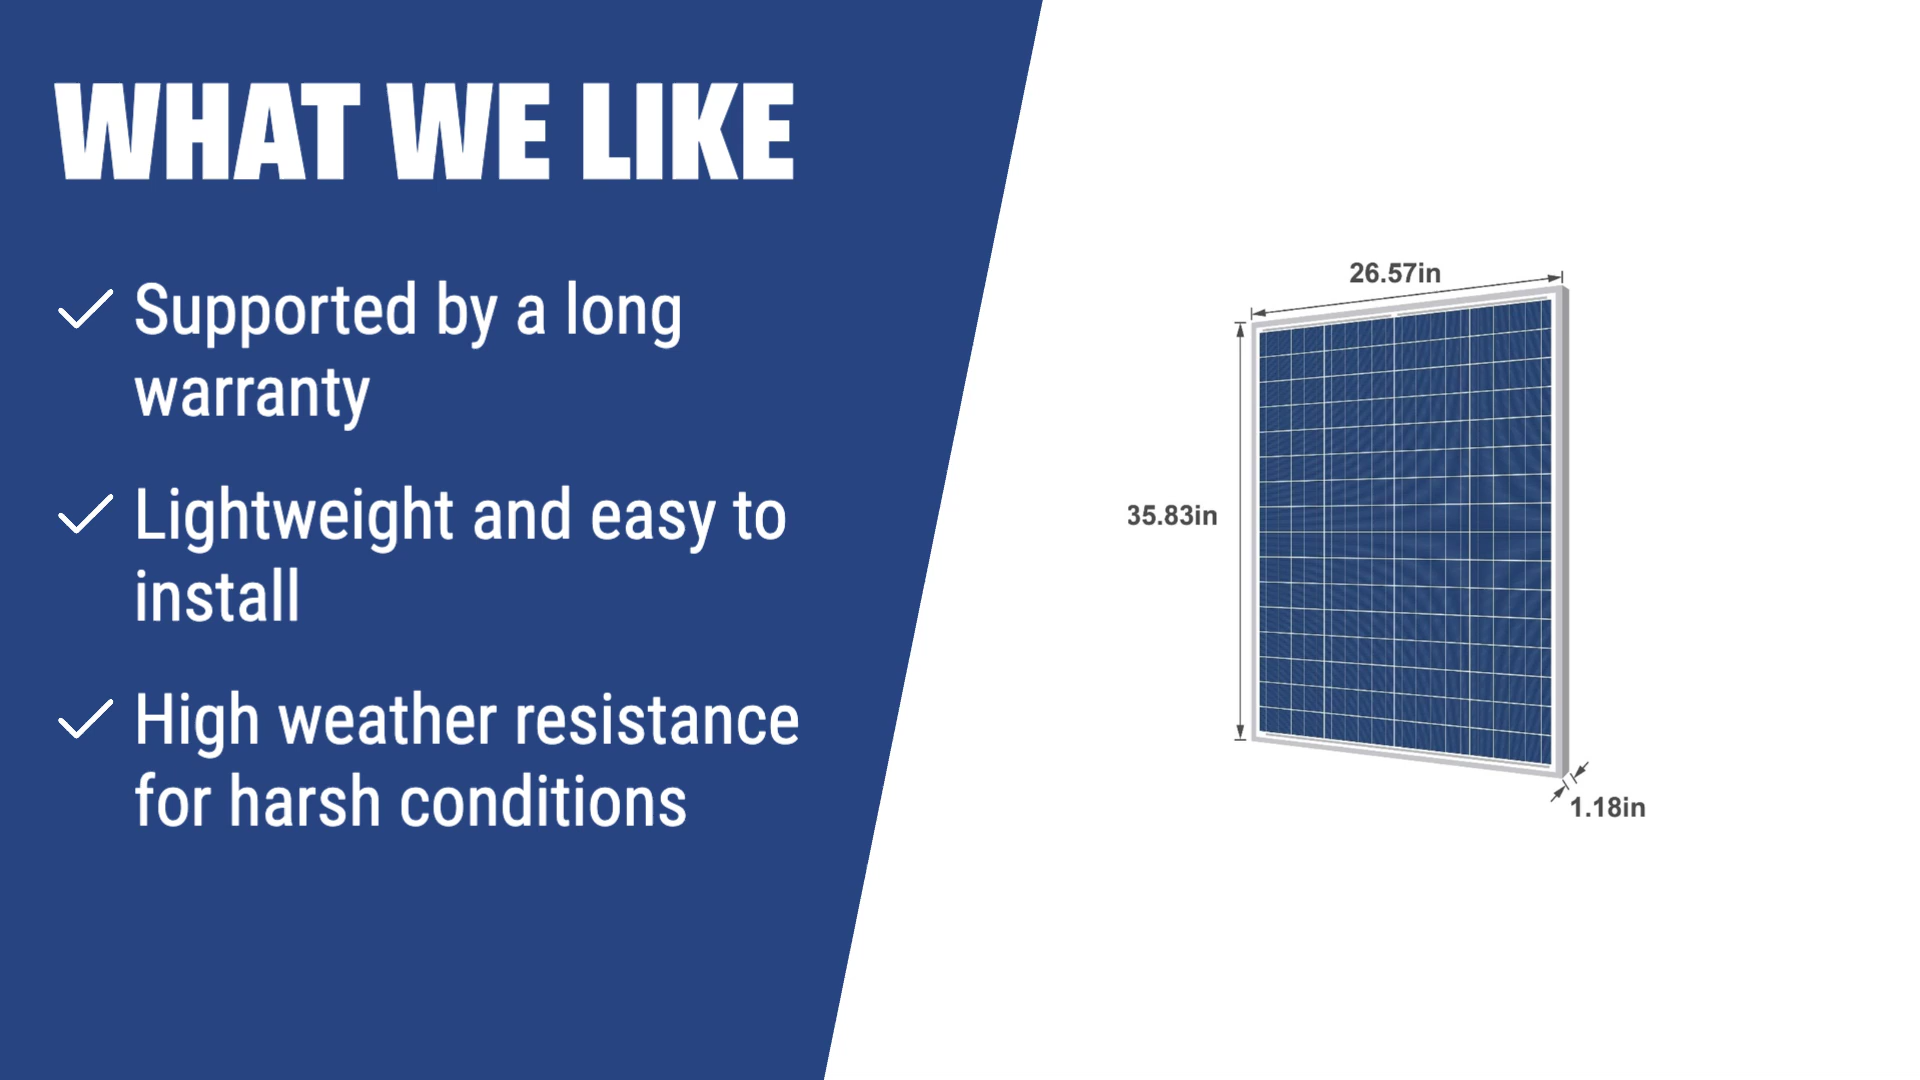 WHAT WE LIKE
Supported by a long
warranty
Lightweight and easy to
install
High weather resistance
for harsh conditions
26.57in
35.83in
1.18in